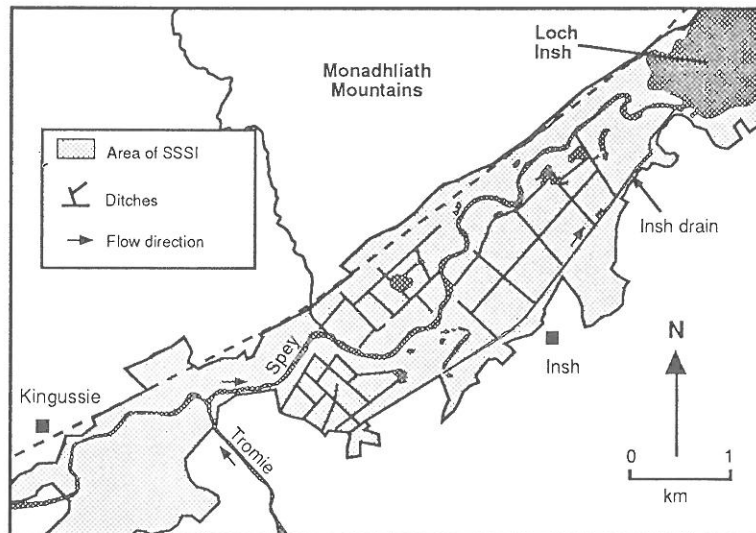 Loch
Insh
Monadhliath
Mountains
Area of SSSI
Ditches
Flow direction
Insh drain
Spey
Insh
N
Kingussie
Tromie
0 1
km